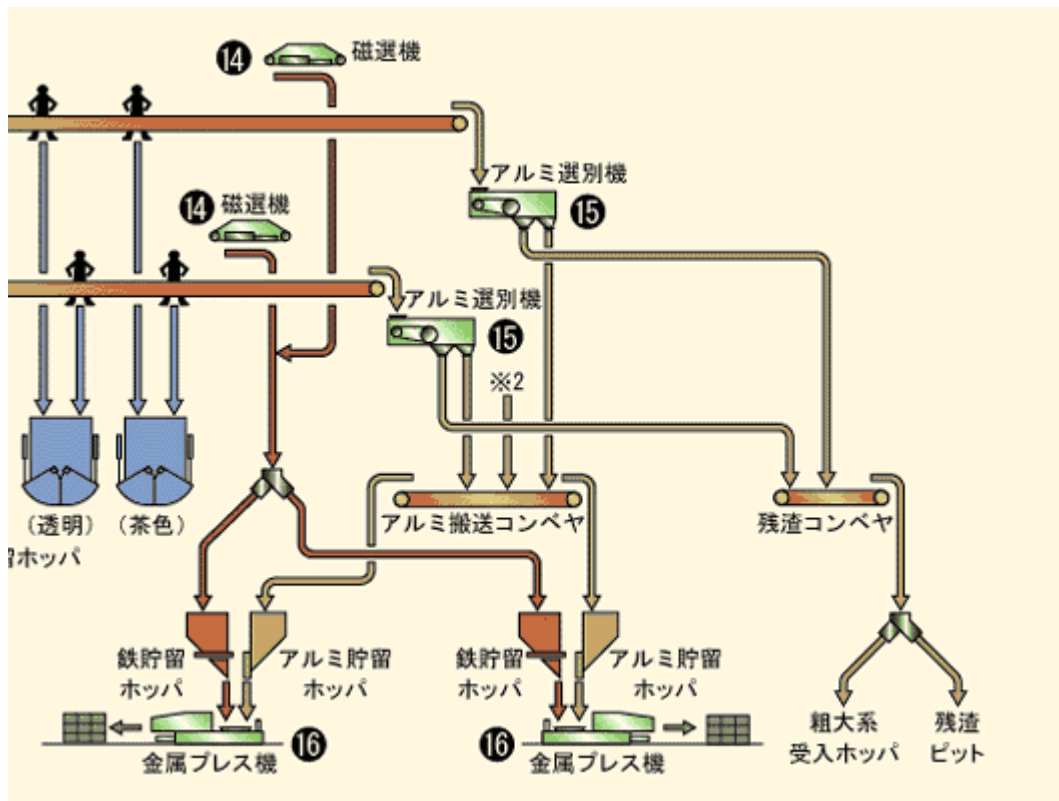 ⓮ 磁選機
アルミ選別機
⓯
⓮ 磁選機
アルミ選別機
⓯
※2
(透明) (茶色)
アルミ搬送コンベヤ
残渣コンベヤ
留ホッパ
鉄貯留
ホッパ
アルミ貯留
ホッパ
鉄貯留
ホッパ
アルミ貯留
ホッパ
⓰
金属プレス機
⓰
金属プレス機
粗大系
受入ホッパ
残渣
ピット